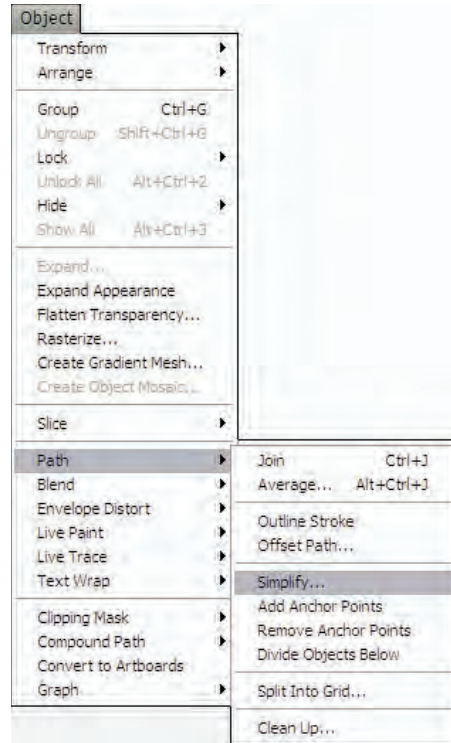 Object
Transform
Arrange
Group Ctrl+G
Ungroup Shift+Ctrl+G
Lock
Unlock All Alt+Ctrl+2
Hide
Show All Alt+Ctrl+3
Expand...
Expand Appearance
Flatten Transparency...
Rasterize...
Create Gradient Mesh...
Create Object Mosaic...
Slice
Path
Blend
Envelope Distort
Live Paint
Live Trace
Text Wrap
Clipping Mask
Compound Path
Convert to Artboards
Graph
Join Ctrl+J
Average... Alt+Ctrl+J
Outline Stroke
Offset Path...
Simplify...
Add Anchor Points
Remove Anchor Points
Divide Objects Below
Split Into Grid...
Clean Up...